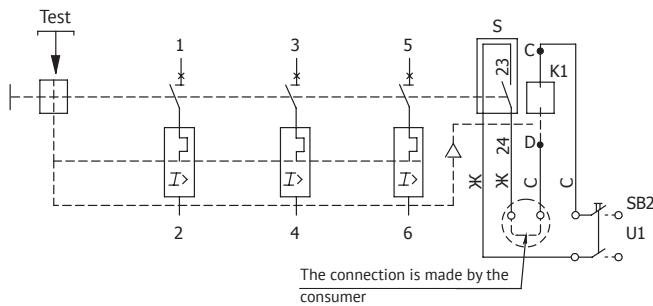 Test
1
3
5
S
C
K1
23
I>
I>
I>
24
D
Ж
Ж
C
C
SB2
U1
2
4
6
The connection is made by the
consumer